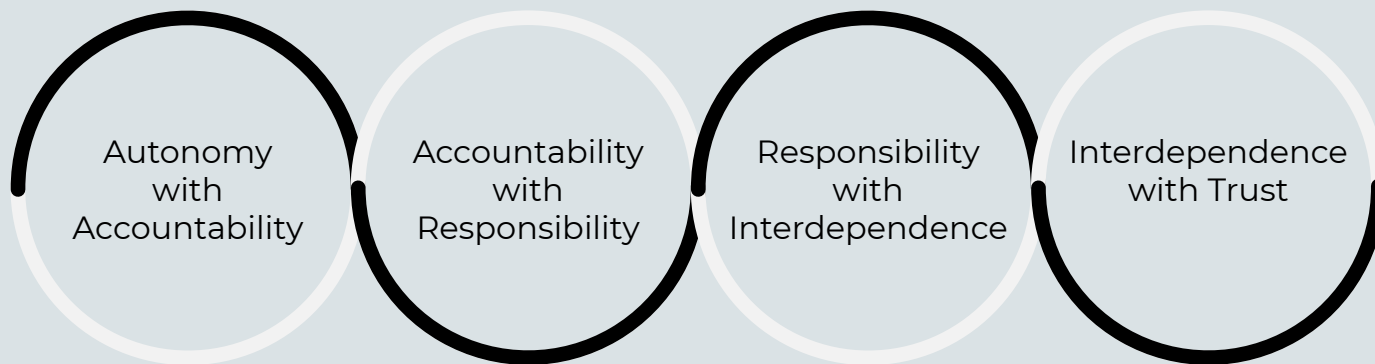 Autonomy
with
Accountability
Accountability
with
Responsibility
Responsibility
with
Interdependence
Interdependence
with Trust